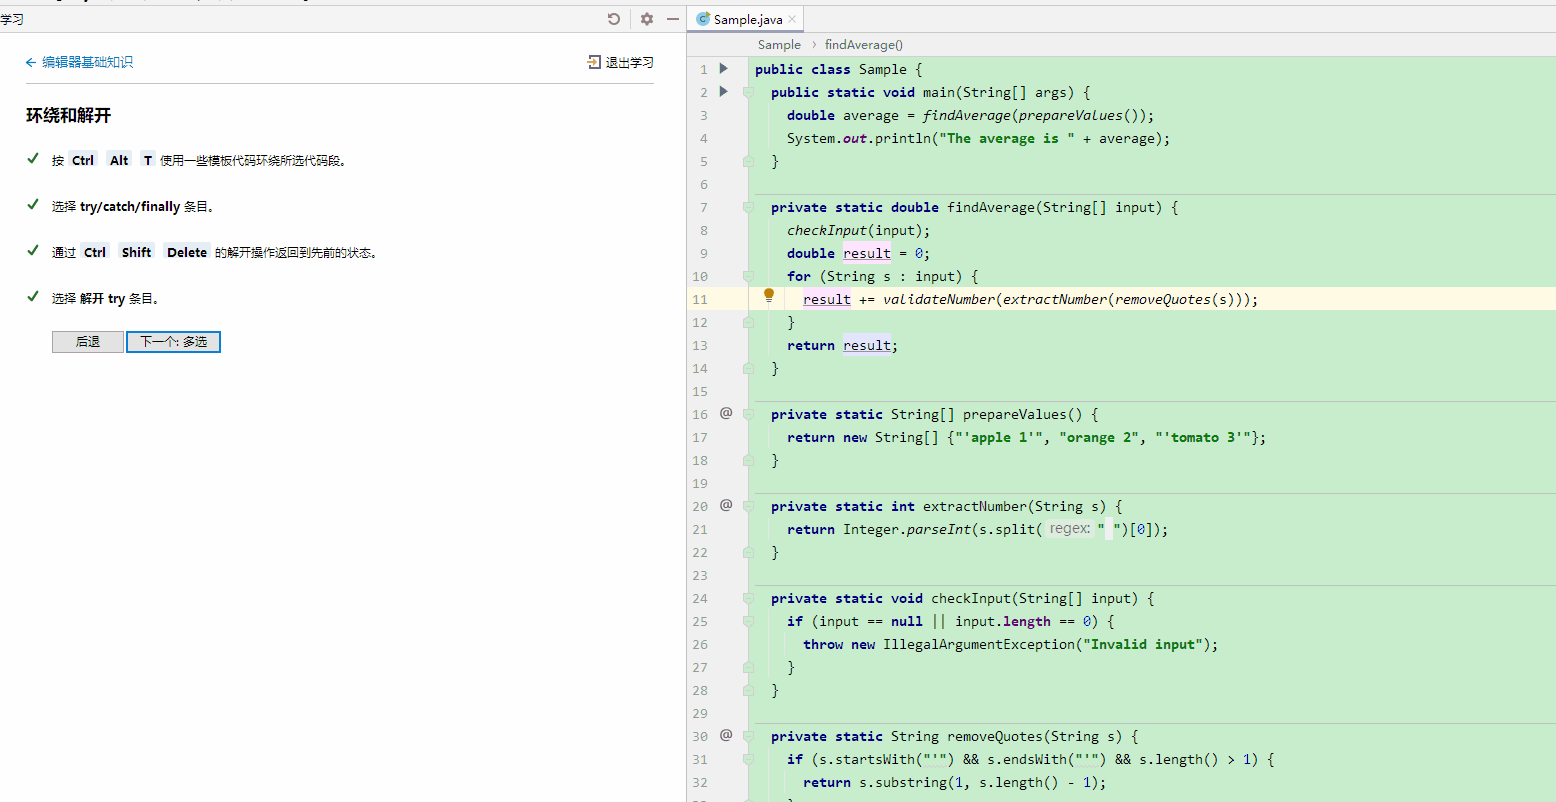 学习
编辑器基础知识
退出学习
环绕和解开
按 Ctrl Alt T 使用一些模板代码环绕所选代码段。
选择 try/catch/finally 条目。
通过 Ctrl Shift Delete 的解开操作返回到先前的状态。
选择 解开 try 条目。
后退
下一个: 多选
Sample.java
Sample › findAverage()
1 public class Sample {
2 public static void main(String[] args) {
3 double average = findAverage(prepareValues());
4 System.out.println("The average is " + average);
5 }
6
7 private static double findAverage(String[] input) {
8 checkInput(input);
9 double result = 0;
10 for (String s : input) {
11 result += validateNumber(extractNumber(removeQuotes(s)));
12 }
13 return result;
14 }
15
16 @ private static String[] prepareValues() {
17 return new String[] {"'apple 1'", "orange 2", "'tomato 3'"};
18 }
19
20 @ private static int extractNumber(String s) {
21 return Integer.parseInt(s.split( regex: " ")[0]);
22 }
23
24 private static void checkInput(String[] input) {
25 if (input == null || input.length == 0) {
26 throw new IllegalArgumentException("Invalid input");
27 }
28 }
29
30 @ private static String removeQuotes(String s) {
31 if (s.startsWith("'") && s.endsWith("'") && s.length() > 1) {
32 return s.substring(1, s.length() - 1);